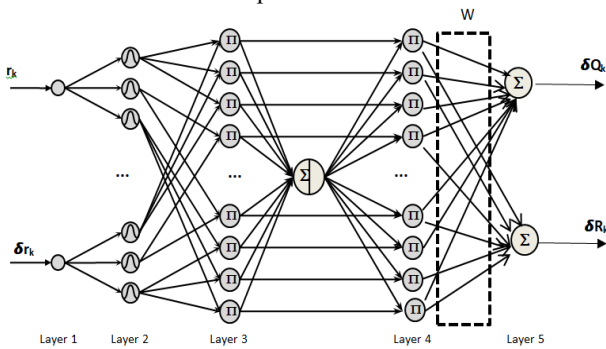 W
Π Π
Π Π
Σ
δQk
rk
Π Π
Π Π
...
...
Σ
...
Π Π
Π Π
Σ
δRk
δrk
Π Π
Π Π
Layer 1
Layer 2
Layer 3
Layer 4
Layer 5